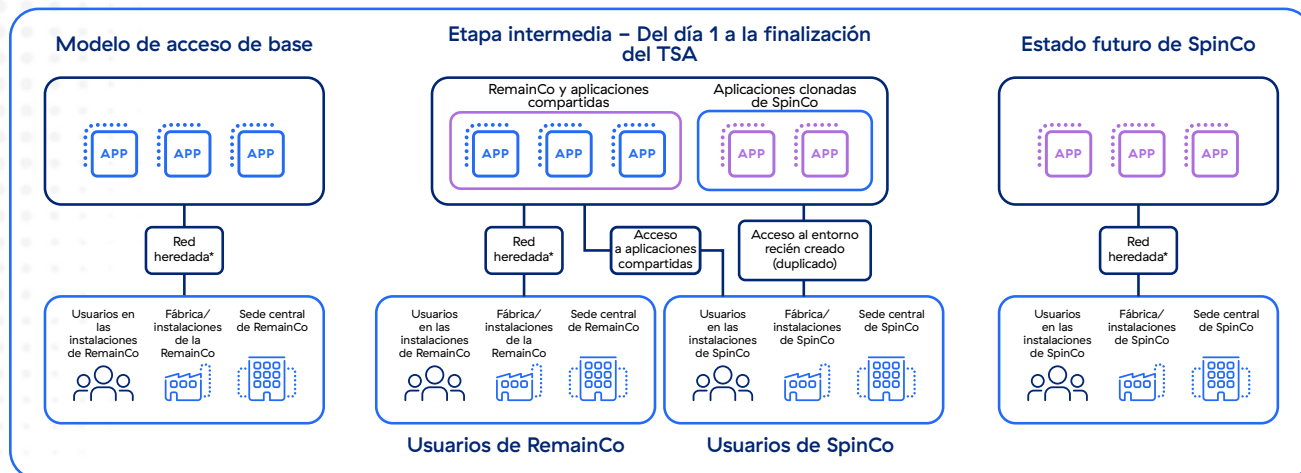 Modelo de acceso de base
APP
APP
APP
Red
heredada*
Usuarios en
las
instalaciones
de RemainCo
Fábrica/
instalaciones
de la
RemainCo
Sede central
de RemainCo
Etapa intermedia – Del día 1 a la finalización
del TSA
RemainCo y aplicaciones
compartidas
APP
APP
APP
Aplicaciones clonadas
de SpinCo
APP
APP
Red
heredada*
Acceso
a aplicaciones
compartidas
Acceso al entorno
recién creado
(duplicado)
Usuarios
en las
instalaciones
de RemainCo
Fábrica/
instalaciones
de la
RemainCo
Sede central
de RemainCo
Usuarios
en las
instalaciones
de SpinCo
Fábrica/
instalaciones
de SpinCo
Sede central
de SpinCo
Usuarios de RemainCo
Usuarios de SpinCo
Estado futuro de SpinCo
APP
APP
APP
Red
heredada*
Usuarios
en las
instalaciones
de SpinCo
Fábrica/
instalaciones
de SpinCo
Sede central
de SpinCo